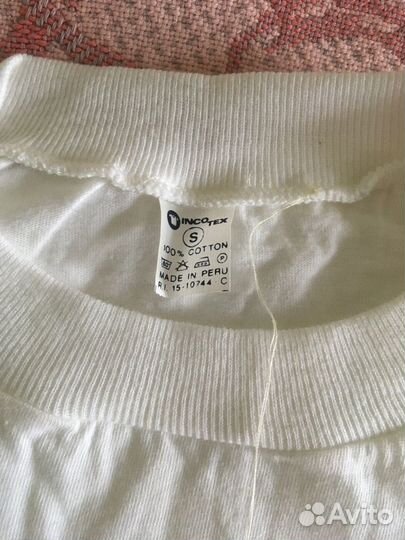 INCOTEX
S
100% COTTON
P
MADE IN PERU
R.I. 15-10744 C
Avito